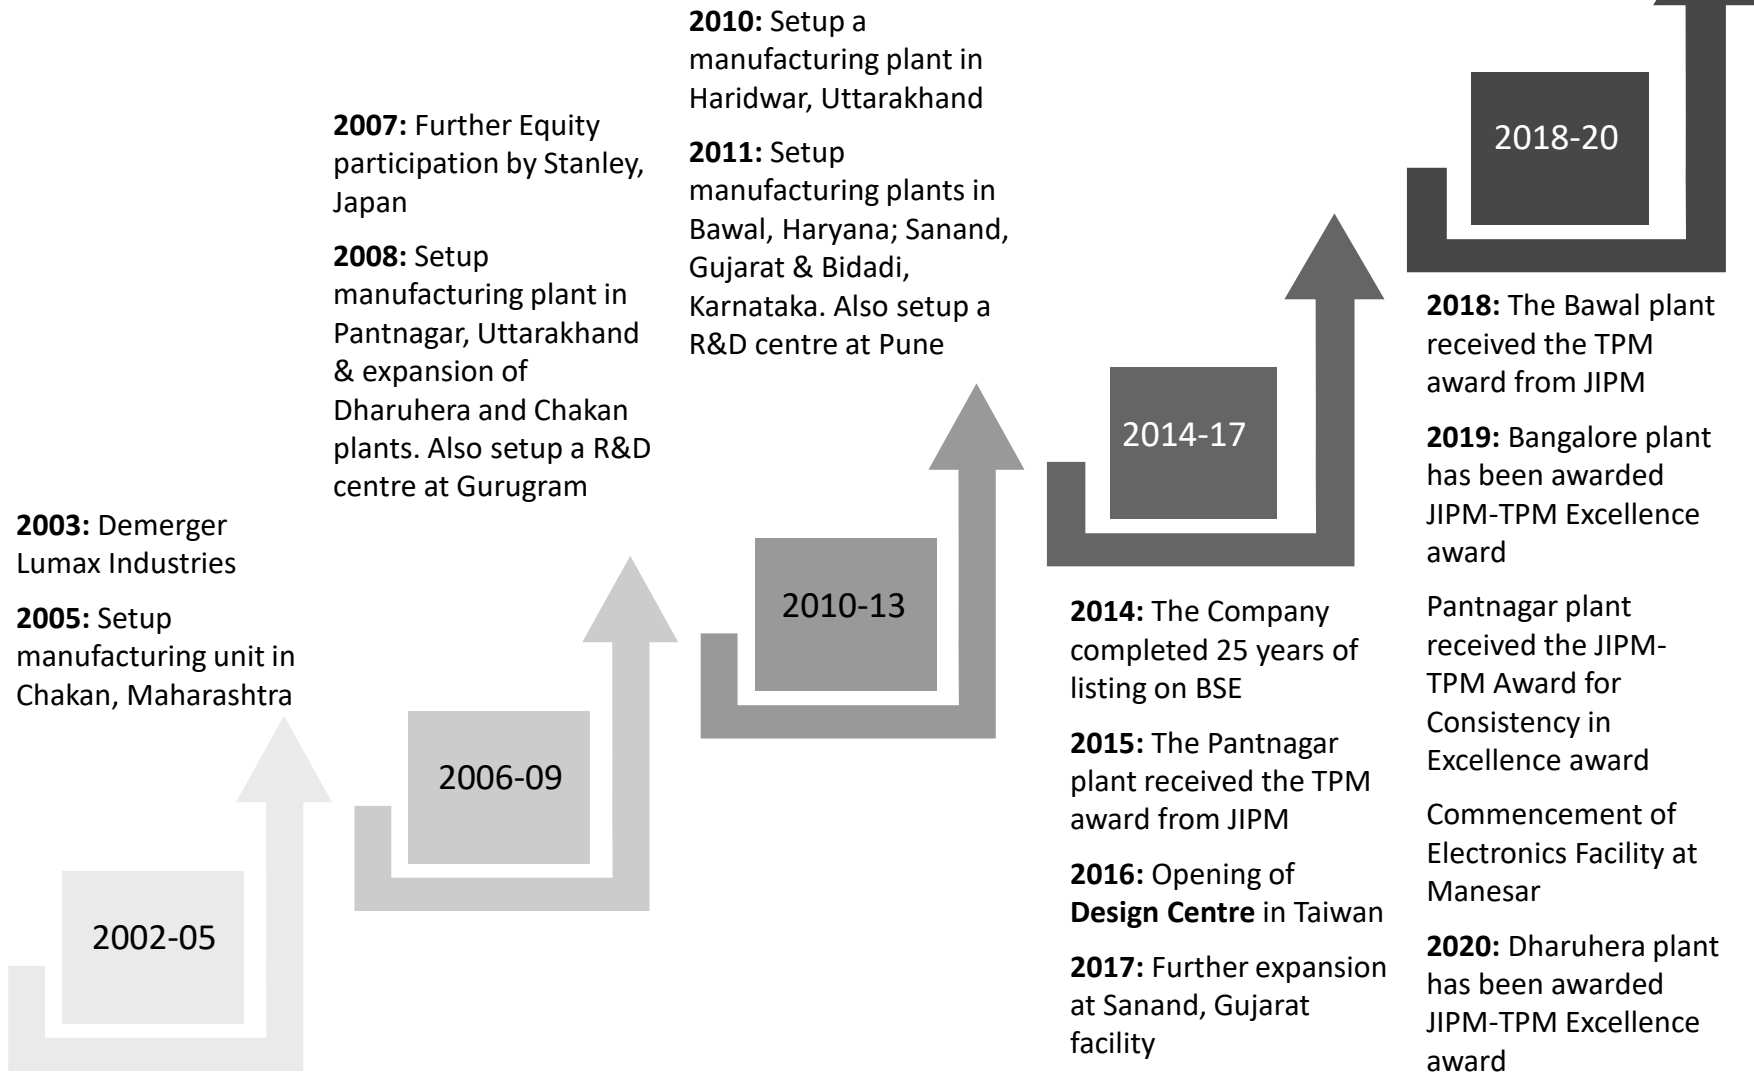 2003: Demerger
Lumax Industries
2005: Setup
manufacturing unit in
Chakan, Maharashtra
2002-05
2007: Further Equity
participation by Stanley,
Japan
2008: Setup
manufacturing plant in
Pantnagar, Uttarakhand
& expansion of
Dharuhera and Chakan
plants. Also setup a R&D
centre at Gurugram
2006-09
2010: Setup a
manufacturing plant in
Haridwar, Uttarakhand
2011: Setup
manufacturing plants in
Bawal, Haryana; Sanand,
Gujarat & Bidadi,
Karnataka. Also setup a
R&D centre at Pune
2010-13
2014-17
2014: The Company
completed 25 years of
listing on BSE
2015: The Pantnagar
plant received the TPM
award from JIPM
2016: Opening of
Design Centre in Taiwan
2017: Further expansion
at Sanand, Gujarat
facility
2018-20
2018: The Bawal plant
received the TPM
award from JIPM
2019: Bangalore plant
has been awarded
JIPM-TPM Excellence
award
Pantnagar plant
received the JIPM-
TPM Award for
Consistency in
Excellence award
Commencement of
Electronics Facility at
Manesar
2020: Dharuhera plant
has been awarded
JIPM-TPM Excellence
award